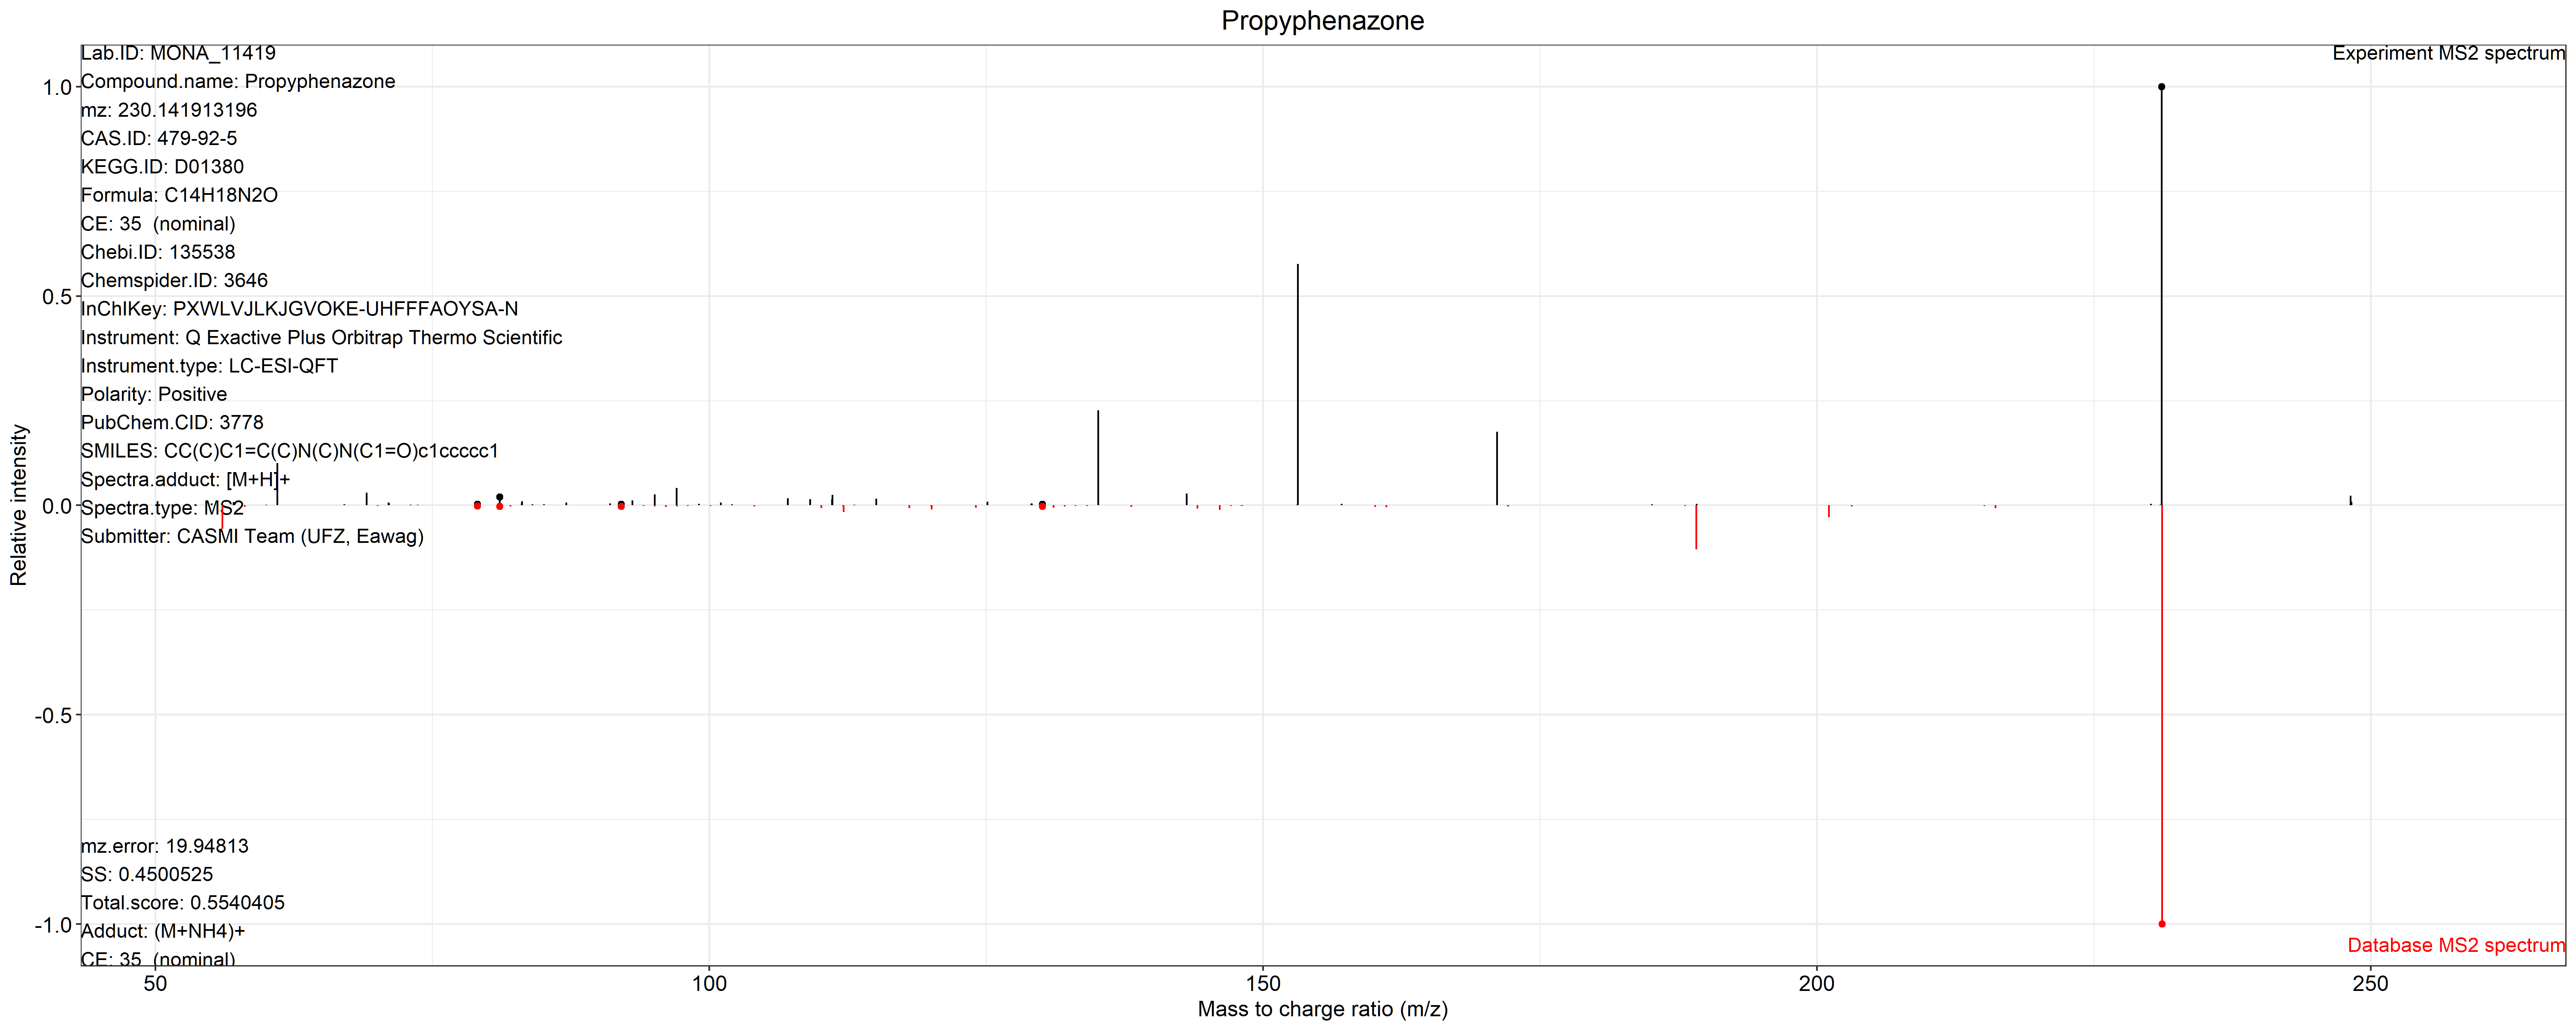 Propyphenazone
Lab.ID: MONA_11419
Experiment MS2 spectrum
Compound.name: Propyphenazone
mz: 230.141913196
CAS.ID: 479-92-5
KEGG.ID: D01380
Formula: C14H18N2O
CE: 35  (nominal)
Chebi.ID: 135538
Chemspider.ID: 3646
InChIKey: PXWLVJLKJGVOKE-UHFFFAOYSA-N
Instrument: Q Exactive Plus Orbitrap Thermo Scientific
Instrument.type: LC-ESI-QFT
Polarity: Positive
PubChem.CID: 3778
SMILES: CC(C)C1=C(C)N(C)N(C1=O)c1ccccc1
Spectra.adduct: [M+H]+
Spectra.type: MS2
Submitter: CASMI Team (UFZ, Eawag)
mz.error: 19.94813
SS: 0.4500525
Total.score: 0.5540405
Adduct: (M+NH4)+
CE: 35  (nominal)
Database MS2 spectrum
Relative intensity
1.0
0.5
0.0
-0.5
-1.0
50
100
150
200
250
Mass to charge ratio (m/z)